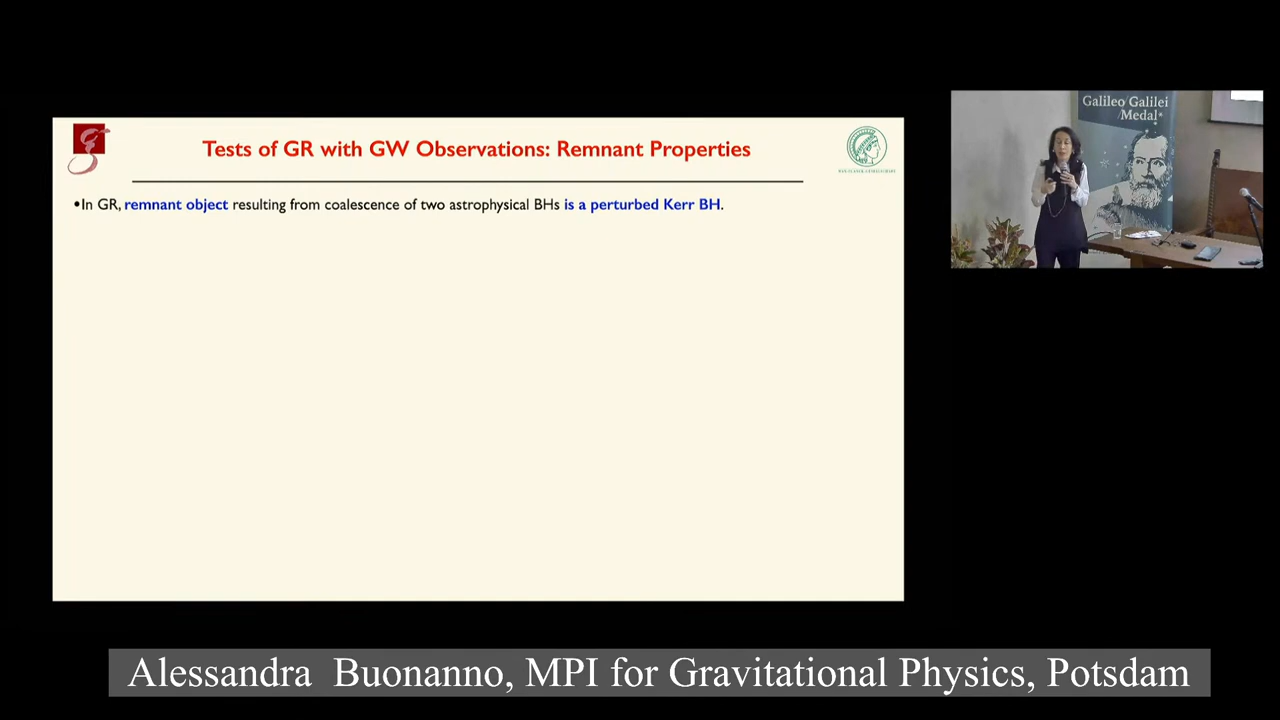 Tests of GR with GW Observations: Remnant Properties
•In GR, remnant object resulting from coalescence of two astrophysical BHs is a perturbed Kerr BH.
Galileo Galilei
Medal
Alessandra Buonanno, MPI for Gravitational Physics, Potsdam